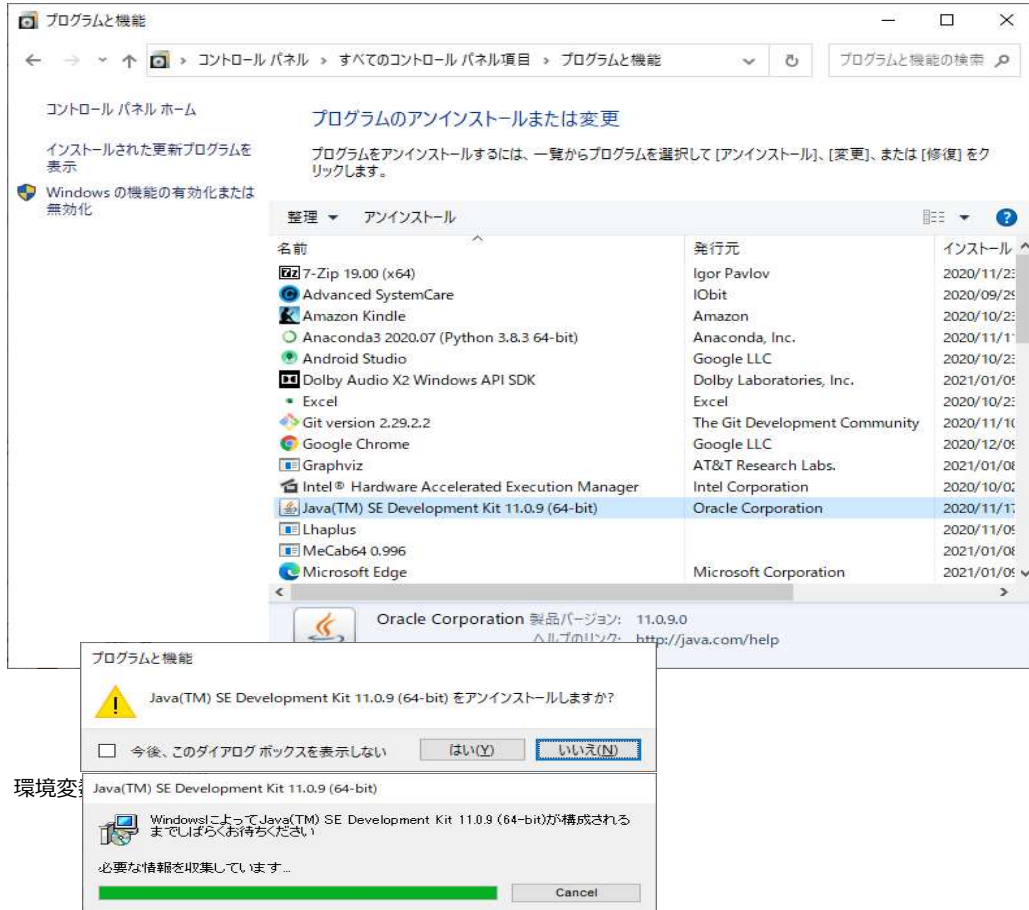 プログラムと機能
コントロール パネル › すべてのコントロール パネル項目 › プログラムと機能
プログラムと機能の検索
コントロール パネル ホーム
インストールされた更新プログラムを
表示
Windows の機能の有効化または
無効化
プログラムのアンインストールまたは変更
プログラムをアンインストールするには、一覧からプログラムを選択して [アンインストール]、[変更]、または [修復] をク
リックします。
整理 アンインストール
名前 発行元 インストール
7-Zip 19.00 (x64) Igor Pavlov 2020/11/2
Advanced SystemCare IObit 2020/09/2
Amazon Kindle Amazon 2020/10/2
Anaconda3 2020.07 (Python 3.8.3 64-bit) Anaconda, Inc. 2020/11/1
Android Studio Google LLC 2020/10/2
Dolby Audio X2 Windows API SDK Dolby Laboratories, Inc. 2021/01/0
Excel Excel 2020/10/2
Git version 2.29.2.2 The Git Development Community 2020/11/1
Google Chrome Google LLC 2020/12/0
Graphviz AT&T Research Labs. 2021/01/0
Intel® Hardware Accelerated Execution Manager Intel Corporation 2020/10/0
Java(TM) SE Development Kit 11.0.9 (64-bit) Oracle Corporation 2020/11/1
Lhaplus 2020/11/0
MeCab64 0.996 2021/01/0
Microsoft Edge Microsoft Corporation 2021/01/0
Oracle Corporation 製品バージョン: 11.0.9.0
ヘルプのリンク: http://java.com/help
プログラムと機能
Java(TM) SE Development Kit 11.0.9 (64-bit) をアンインストールしますか?
今後、このダイアログ ボックスを表示しない はい(Y) いいえ(N)
環境変
Java(TM) SE Development Kit 11.0.9 (64-bit)
WindowsによってJava(TM) SE Development Kit 11.0.9 (64-bit)が構成される
までしばらくお待ちください
必要な情報を収集しています...
Cancel